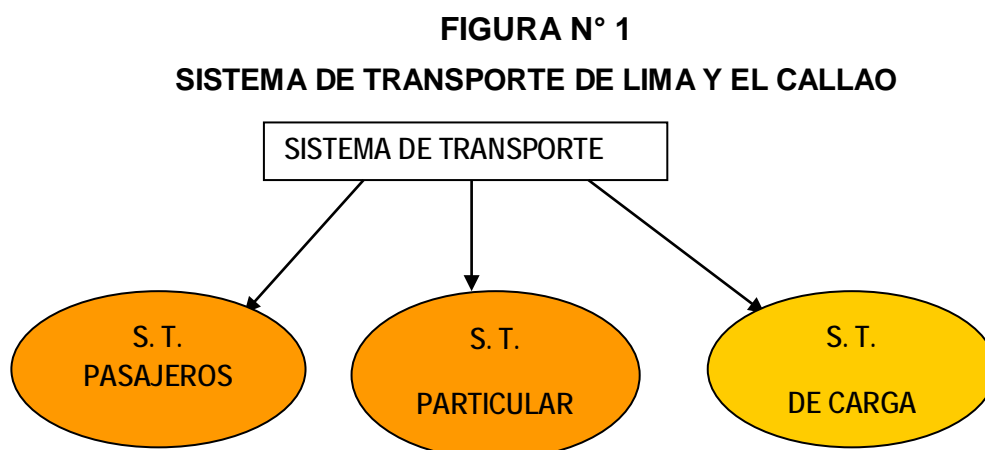 FIGURA N° 1
SISTEMA DE TRANSPORTE DE LIMA Y EL CALLAO
SISTEMA DE TRANSPORTE
S. T.
PASAJEROS
S. T.
PARTICULAR
S. T.
DE CARGA